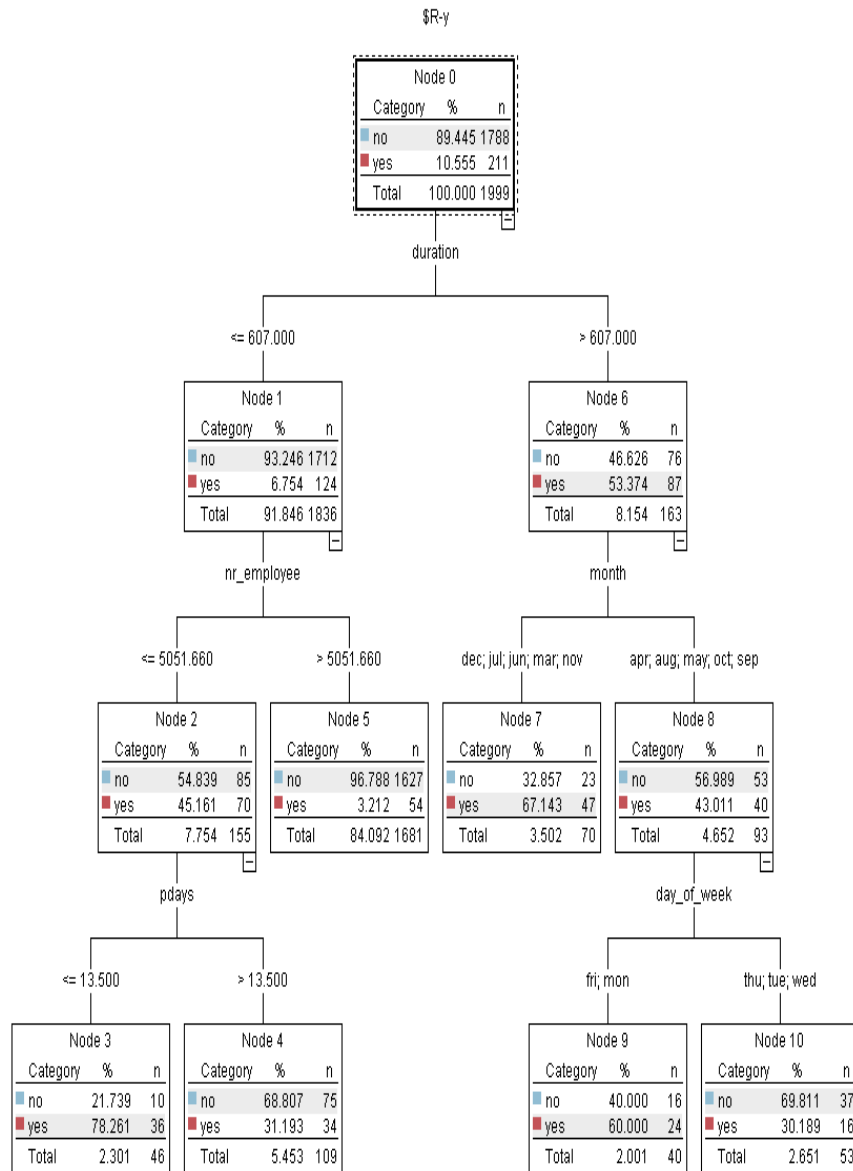 $R-y
Node 0
Category % n
no 89.445 1788
yes 10.555 211
Total 100.000 1999
duration
<= 607.000
> 607.000
Node 1
Category % n
no 93.246 1712
yes 6.754 124
Total 91.846 1836
Node 6
Category % n
no 46.626 76
yes 53.374 87
Total 8.154 163
nr_employee
month
<= 5051.660
> 5051.660
dec; jul; jun; mar; nov
apr; aug; may; oct; sep
Node 2
Category % n
no 54.839 85
yes 45.161 70
Total 7.754 155
Node 5
Category % n
no 96.788 1627
yes 3.212 54
Total 84.092 1681
Node 7
Category % n
no 32.857 23
yes 67.143 47
Total 3.502 70
Node 8
Category % n
no 56.989 53
yes 43.011 40
Total 4.652 93
pdays
day_of_week
<= 13.500
> 13.500
fri; mon
thu; tue; wed
Node 3
Category % n
no 21.739 10
yes 78.261 36
Total 2.301 46
Node 4
Category % n
no 68.807 75
yes 31.193 34
Total 5.453 109
Node 9
Category % n
no 40.000 16
yes 60.000 24
Total 2.001 40
Node 10
Category % n
no 69.811 37
yes 30.189 16
Total 2.651 53